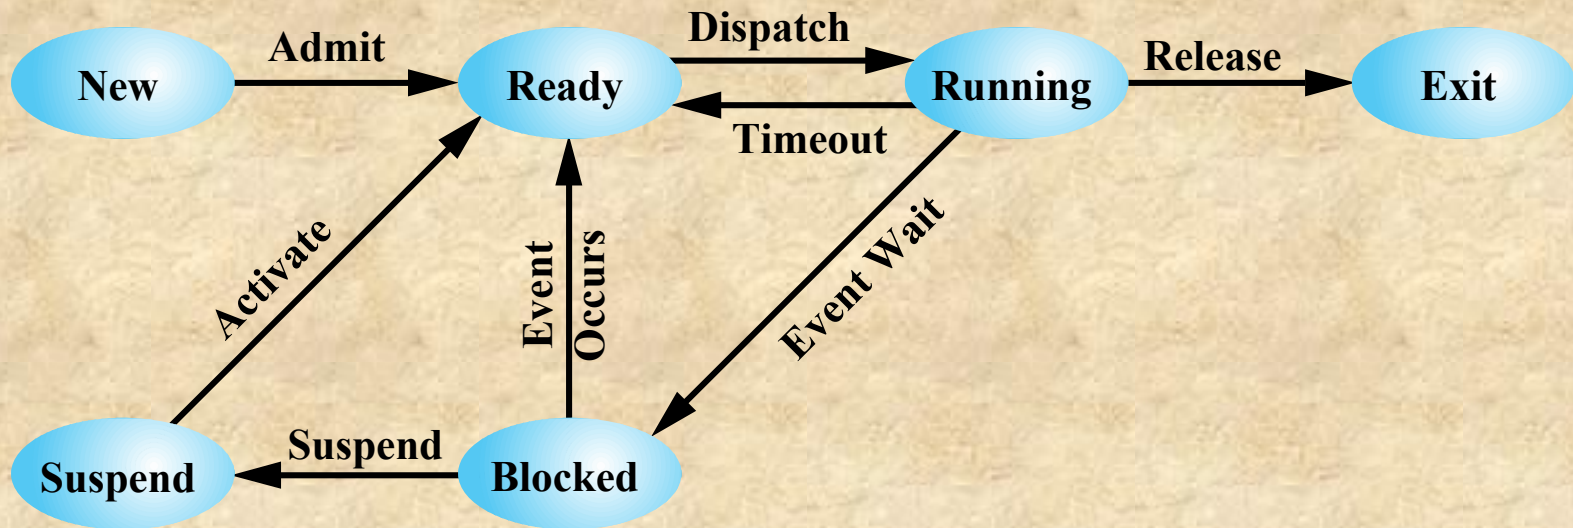 New
Admit
Ready
Dispatch
Running
Release
Exit
Timeout
Activate
Event
Occurs
Event Wait
Suspend
Suspend
Blocked